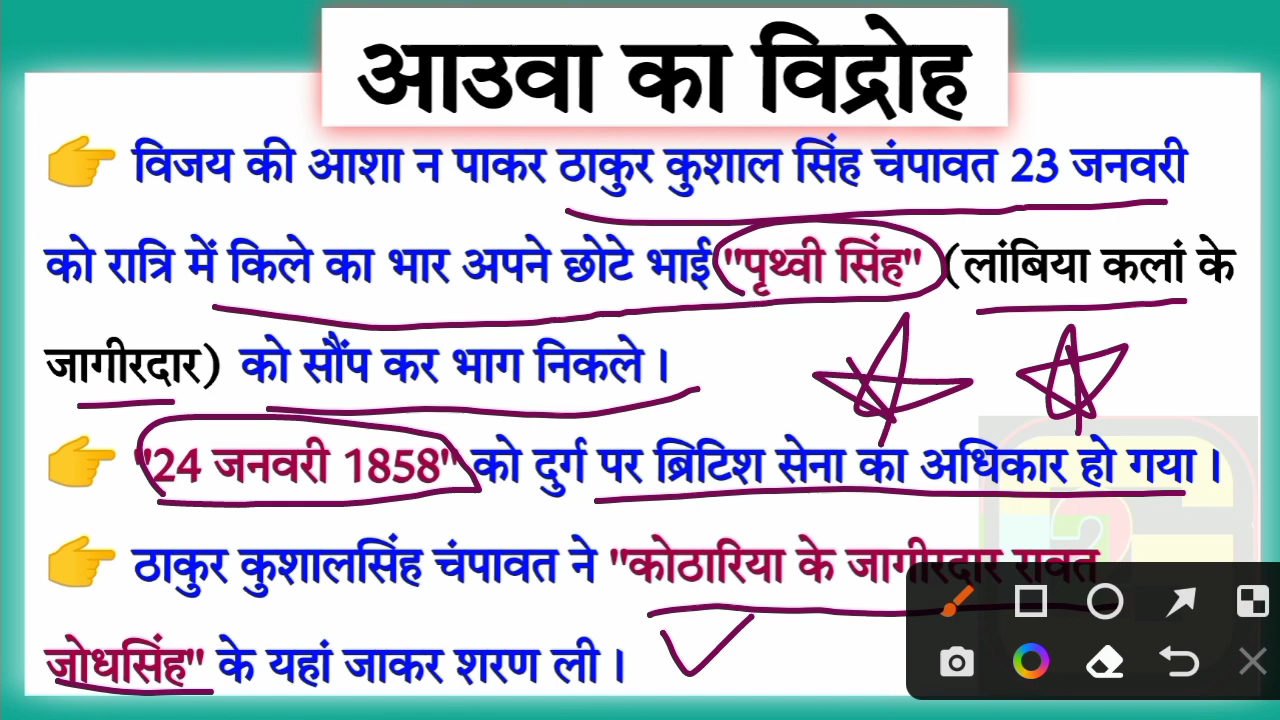 आउवा का विद्रोह
👉 विजय की आशा न पाकर ठाकुर कुशाल सिंह चंपावत 23 जनवरी
को रात्रि में किले का भार अपने छोटे भाई "पृथ्वी सिंह" (लांबिया कलां के
जागीरदार) को सौंप कर भाग निकले।
👉 "24 जनवरी 1858" को दुर्ग पर ब्रिटिश सेना का अधिकार हो गया।
👉 ठाकुर कुशालसिंह चंपावत ने "कोठारिया के जागीरदार रावत
जोधसिंह" के यहां जाकर शरण ली।